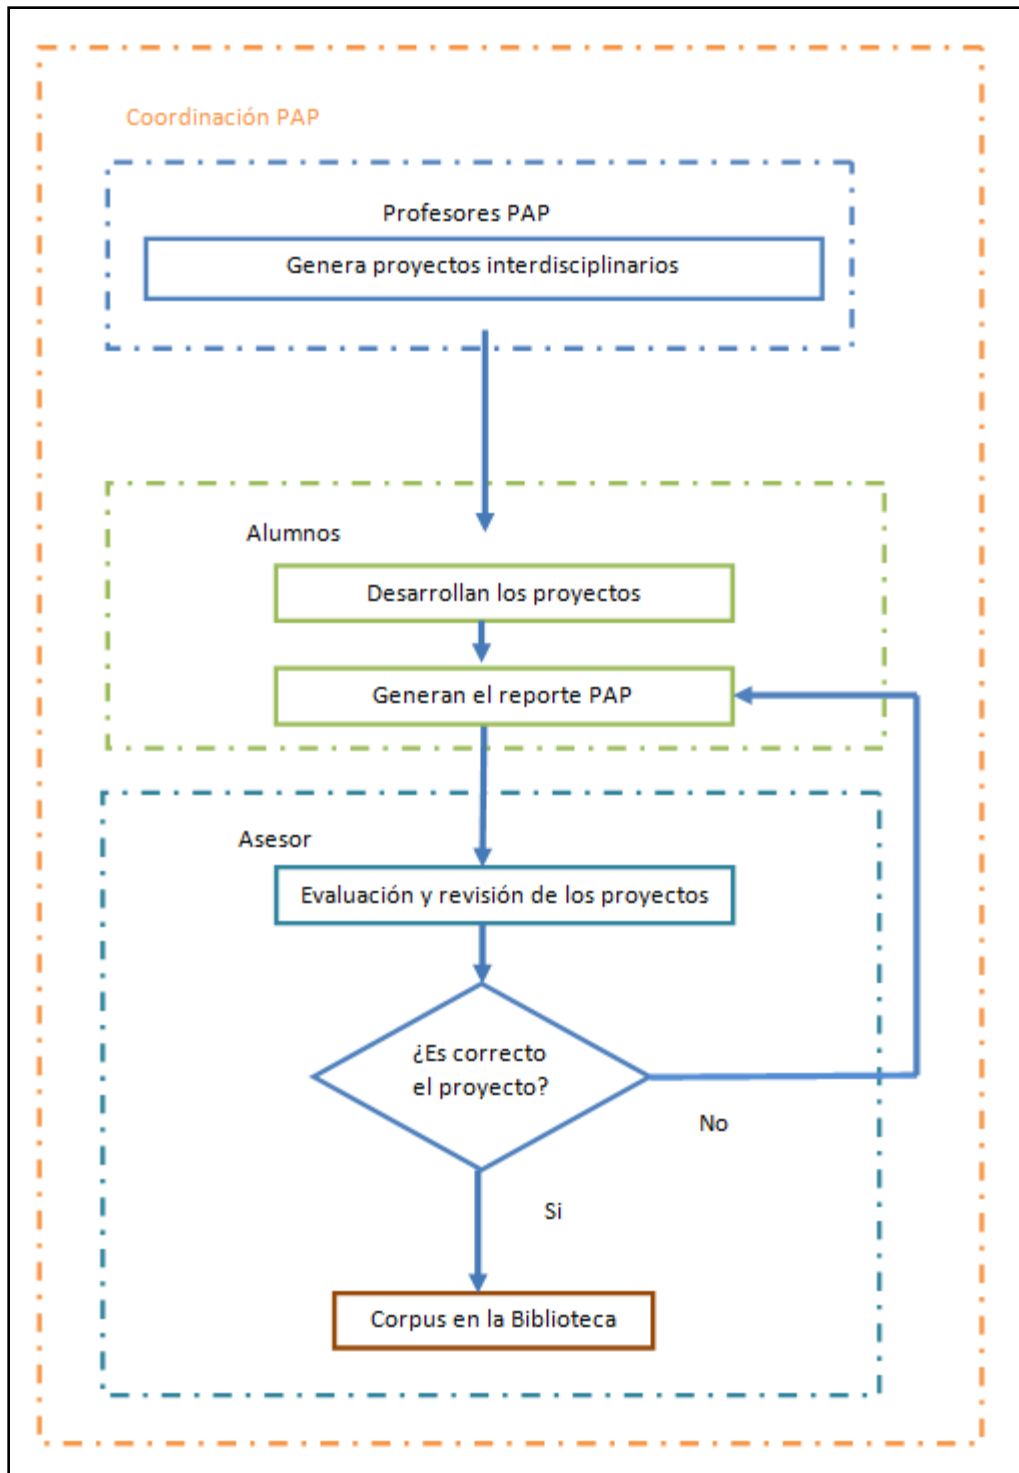 Coordinación PAP
Profesores PAP
Genera proyectos interdisciplinarios
Alumnos
Desarrollan los proyectos
Generan el reporte PAP
Asesor
Evaluación y revisión de los proyectos
¿Es correcto
el proyecto?
No
Si
Corpus en la Biblioteca